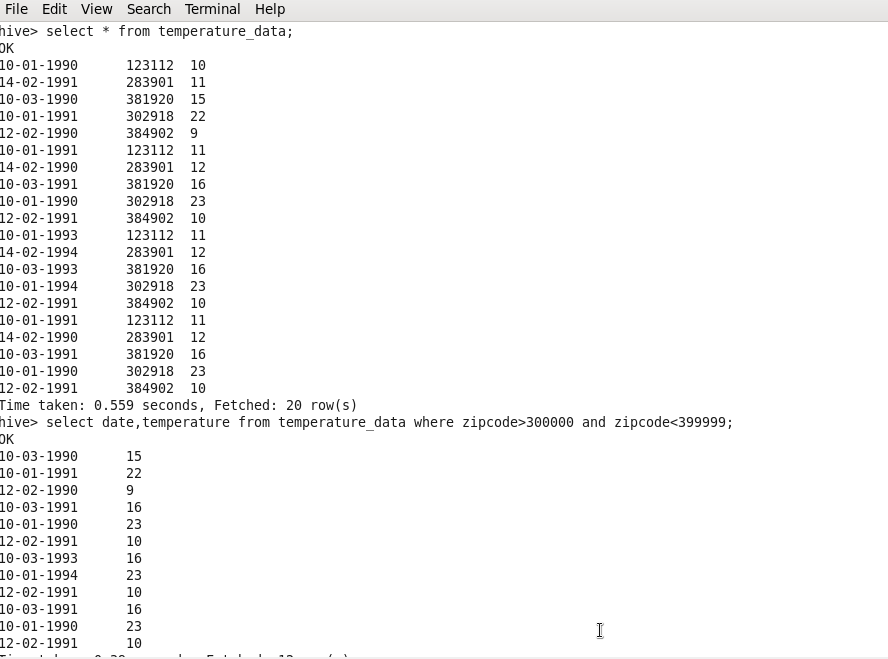 File Edit View Search Terminal Help
hive> select * from temperature_data;
OK
10-01-1990 123112 10
14-02-1991 283901 11
10-03-1990 381920 15
10-01-1991 302918 22
12-02-1990 384902 9
10-01-1991 123112 11
14-02-1990 283901 12
10-03-1991 381920 16
10-01-1990 302918 23
12-02-1991 384902 10
10-01-1993 123112 11
14-02-1994 283901 12
10-03-1993 381920 16
10-01-1994 302918 23
12-02-1991 384902 10
10-01-1991 123112 11
14-02-1990 283901 12
10-03-1991 381920 16
10-01-1990 302918 23
12-02-1991 384902 10
Time taken: 0.559 seconds, Fetched: 20 row(s)
hive> select date,temperature from temperature_data where zipcode>300000 and zipcode<399999;
OK
10-03-1990 15
10-01-1991 22
12-02-1990 9
10-03-1991 16
10-01-1990 23
12-02-1991 10
10-03-1993 16
10-01-1994 23
12-02-1991 10
10-03-1991 16
10-01-1990 23
12-02-1991 10